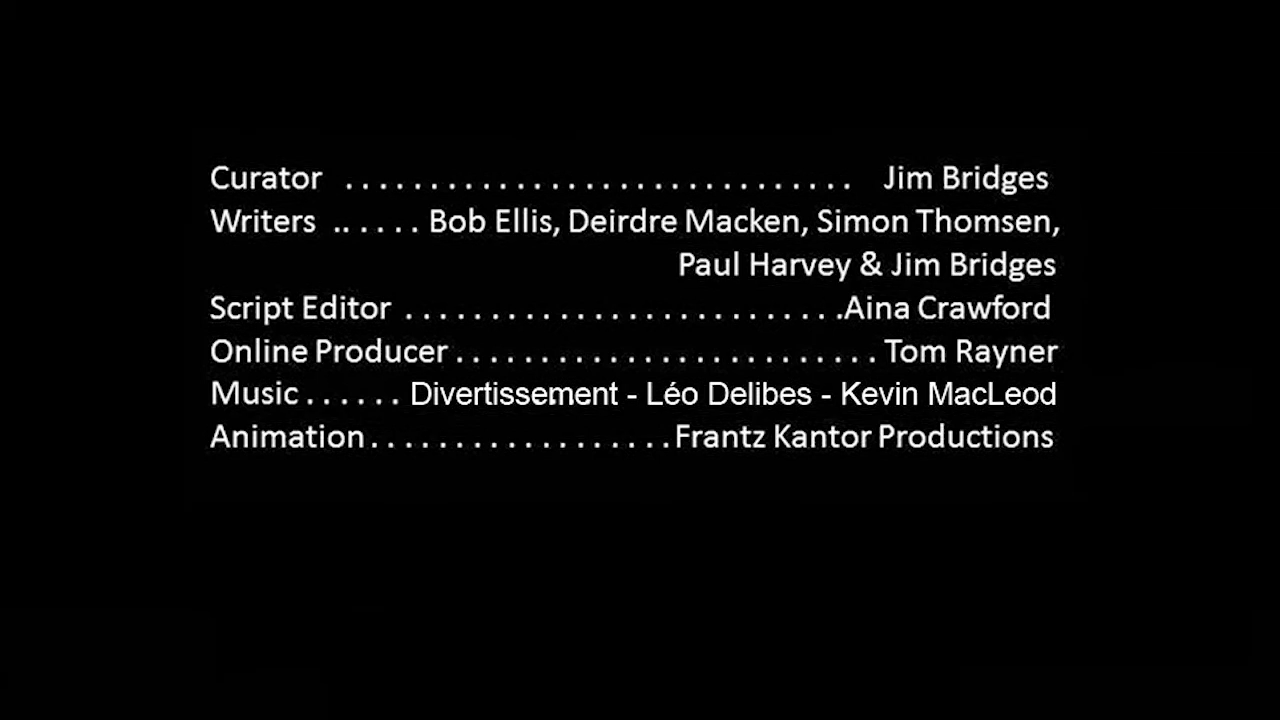 Curator . . . . . . . . . . . . . . . . . . . . . . . . . . . . . . Jim Bridges
Writers .. . . . . Bob Ellis, Deirdre Macken, Simon Thomsen,
Paul Harvey & Jim Bridges
Script Editor . . . . . . . . . . . . . . . . . . . . . . . . . .Aina Crawford
Online Producer . . . . . . . . . . . . . . . . . . . . . . . . . Tom Rayner
Music . . . . . . Divertissement - Léo Delibes - Kevin MacLeod
Animation . . . . . . . . . . . . . . . . . . Frantz Kantor Productions